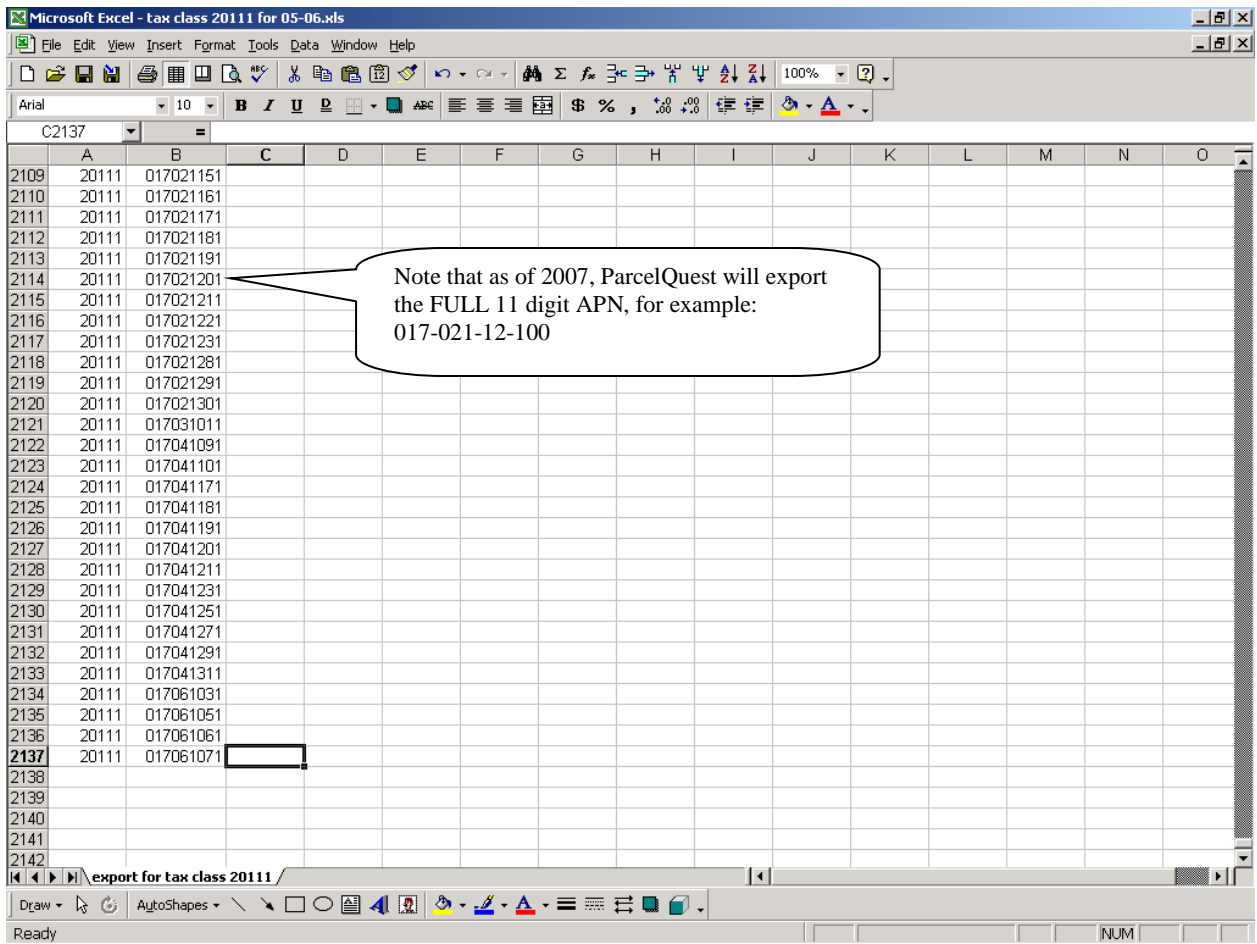 Microsoft Excel - tax class 20111 for 05-06.xls
File Edit View Insert Format Tools Data Window Help
100%
Arial 10 B I U D ABC $ % ,
C2137 =
A B C D E F G H I J K L M N O
2109 20111 017021151
2110 20111 017021161
2111 20111 017021171
2112 20111 017021181
2113 20111 017021191
2114 20111 017021201
2115 20111 017021211
2116 20111 017021221
2117 20111 017021231
2118 20111 017021281
2119 20111 017021291
2120 20111 017021301
2121 20111 017031011
2122 20111 017041091
2123 20111 017041101
2124 20111 017041171
2125 20111 017041181
2126 20111 017041191
2127 20111 017041201
2128 20111 017041211
2129 20111 017041231
2130 20111 017041251
2131 20111 017041271
2132 20111 017041291
2133 20111 017041311
2134 20111 017061031
2135 20111 017061051
2136 20111 017061061
2137 20111 017061071
2138
2139
2140
2141
2142
Note that as of 2007, ParcelQuest will export
the FULL 11 digit APN, for example:
017-021-12-100
export for tax class 20111
Draw AutoShapes
Ready NUM